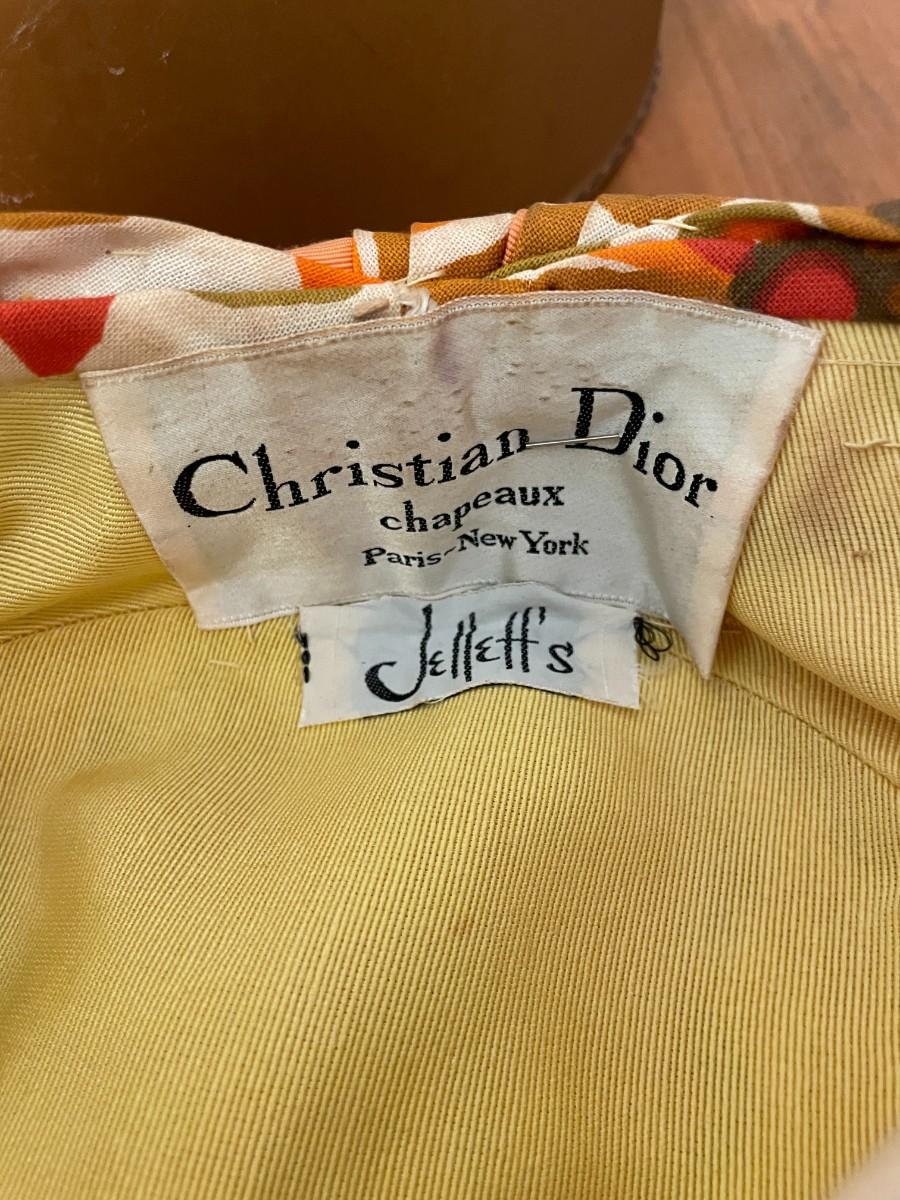 Christian Dior
chapeaux
Paris-New York
Jelleff's